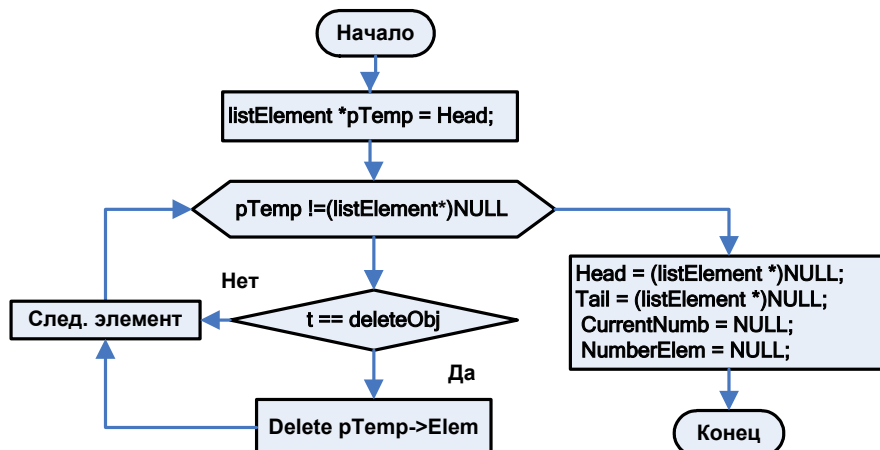 Начало
listElement *pTemp = Head;
pTemp !=(listElement*)NULL
Нет
След. элемент
t == deleteObj
Да
Delete pTemp->Elem
Head = (listElement *)NULL;
Tail = (listElement *)NULL;
CurrentNumb = NULL;
NumberElem = NULL;
Конец